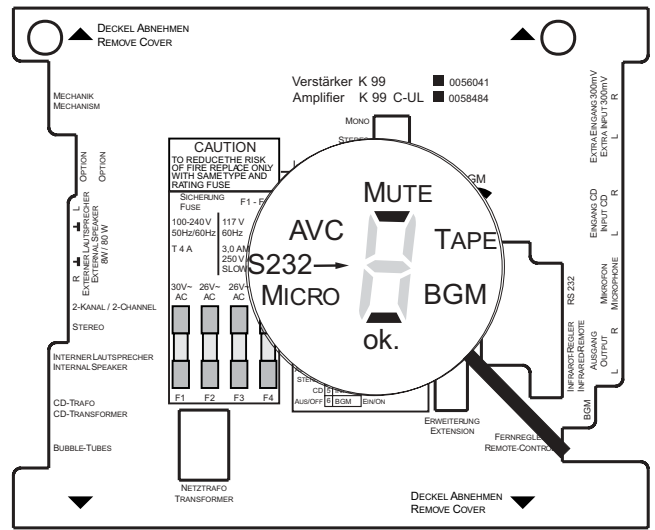 DECKEL ABNEHMEN
REMOVE COVER
Verstärker K 99 0056041
Amplifier K 99 C-UL 0058484
MONO
MECHANIK
MECHANISM
OPTION
OPTION
L
EXTERNER LAUTSPRECHER
EXTERNAL SPEAKER
8W / 80 W
R
2-KANAL / 2-CHANNEL
STEREO
INTERNER LAUTSPRECHER
INTERNAL SPEAKER
CD-TRAFO
CD-TRANSFORMER
BUBBLE-TUBES
CAUTION
TO REDUCE THE RISK
OF FIRE REPLACE ONLY
WITH SAME TYPE AND
RATING FUSE
SICHERUNG
FUSE
100-240 V 117 V
50Hz/60Hz 60Hz
T 4 A 3,0 AM
250 V
SLOW
30V~ 26V~ 26V~
AC AC AC
F1 F2 F3 F4
NETZTRAFO
TRANSFORMER
MUTE
AVC
TAPE
S232
MICRO
BGM
ok.
CD 5
AUS/OFF 6 BGM EIN/ON
ERWEITERUNG
EXTENSION
FERNREGLER
REMOTE-CONTROL
EXTRA EINGANG 300mV
EXTRA INPUT 300mV
L R
EINGANG CD
INPUT CD
L R
RS 232
MIKROFON
MICROPHONE
INFRAROT-REGLER
INFRARED-REMOTE
AUSGANG
OUTPUT
L R
BGM
DECKEL ABNEHMEN
REMOVE COVER